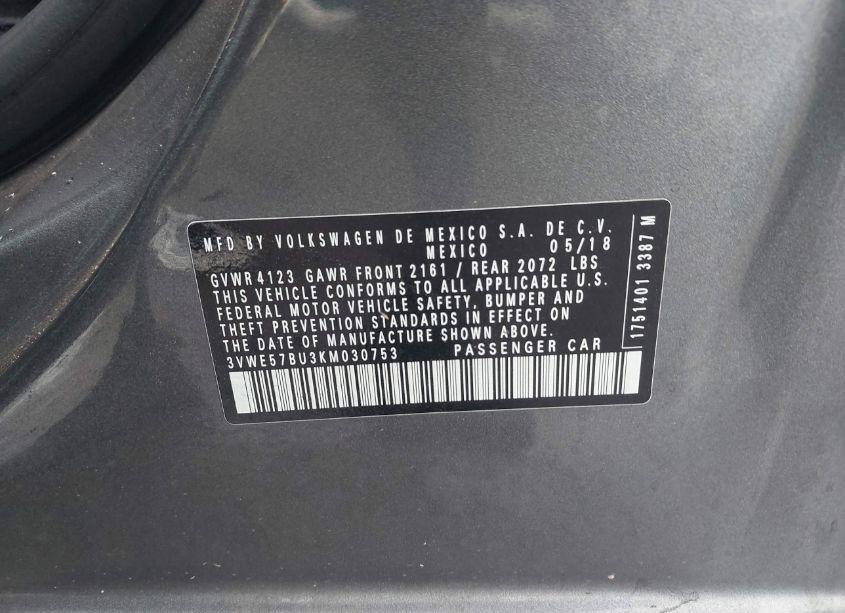 MFD BY VOLKSWAGEN DE MEXICO S.A. DE C.V.
MEXICO 05/18
GVWR 4123 GAWR FRONT 2161 / REAR 2072 LBS
THIS VEHICLE CONFORMS TO ALL APPLICABLE U.S.
FEDERAL MOTOR VEHICLE SAFETY, BUMPER AND
THEFT PREVENTION STANDARDS IN EFFECT ON
THE DATE OF MANUFACTURE SHOWN ABOVE.
3VWE57BU3KM030753 PASSENGER CAR
1751401 3387 M